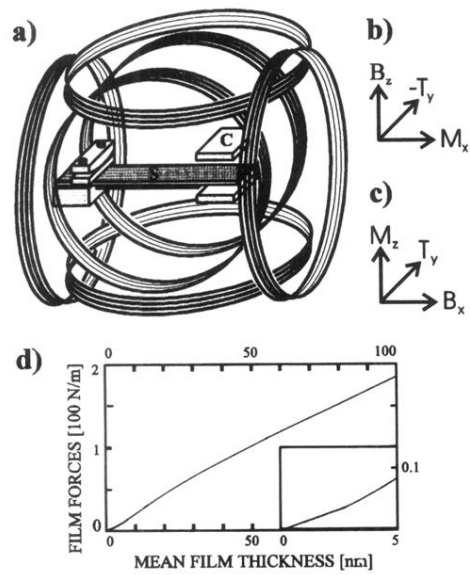 a)
b)
B_z
-T_y
M_x
C
S
c)
M_z
T_y
B_x
d)
0 50 100
2
1
0
0.1
0 50 0 5
FILM FORCES [100 N/m]
MEAN FILM THICKNESS [nm]